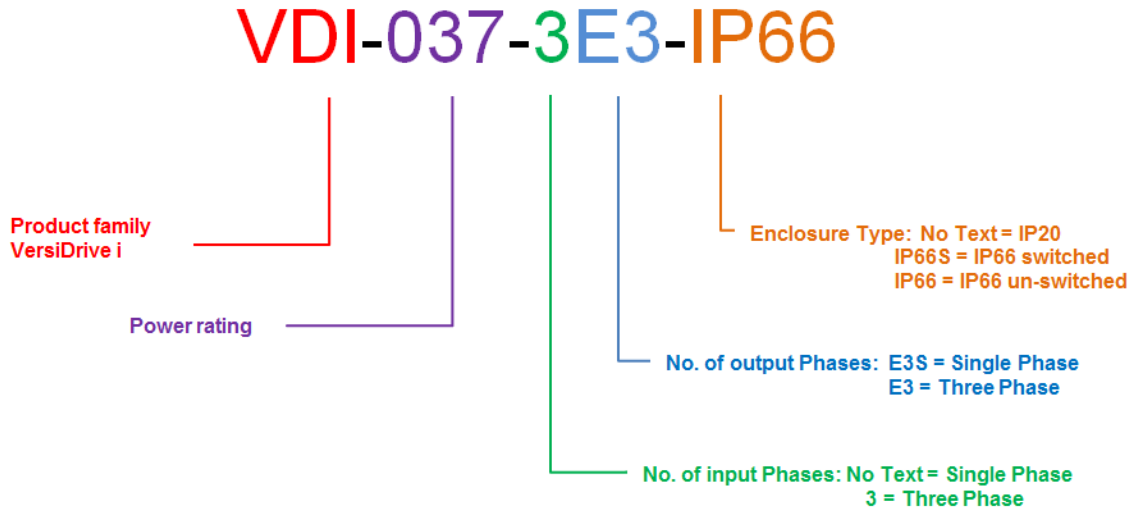 VDI-037-3E3-IP66
Product family
VersiDrive i
Enclosure Type: No Text = IP20
IP66S = IP66 switched
IP66 = IP66 un-switched
Power rating
No. of output Phases: E3S = Single Phase
E3 = Three Phase
No. of input Phases: No Text = Single Phase
3 = Three Phase